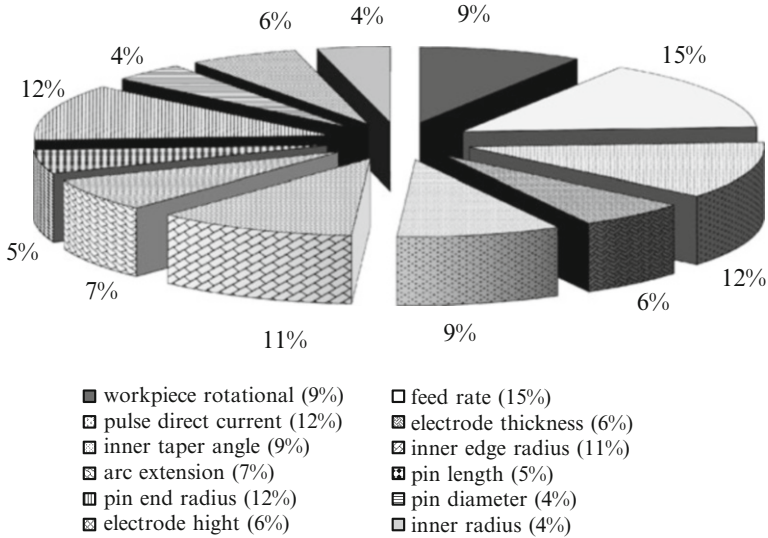 6% 4% 9%
4% 15%
12%
5% 12%
7% 6%
11% 9%
workpiece rotational (9%) feed rate (15%)
pulse direct current (12%) electrode thickness (6%)
inner taper angle (9%) inner edge radius (11%)
arc extension (7%) pin length (5%)
pin end radius (12%) pin diameter (4%)
electrode hight (6%) inner radius (4%)